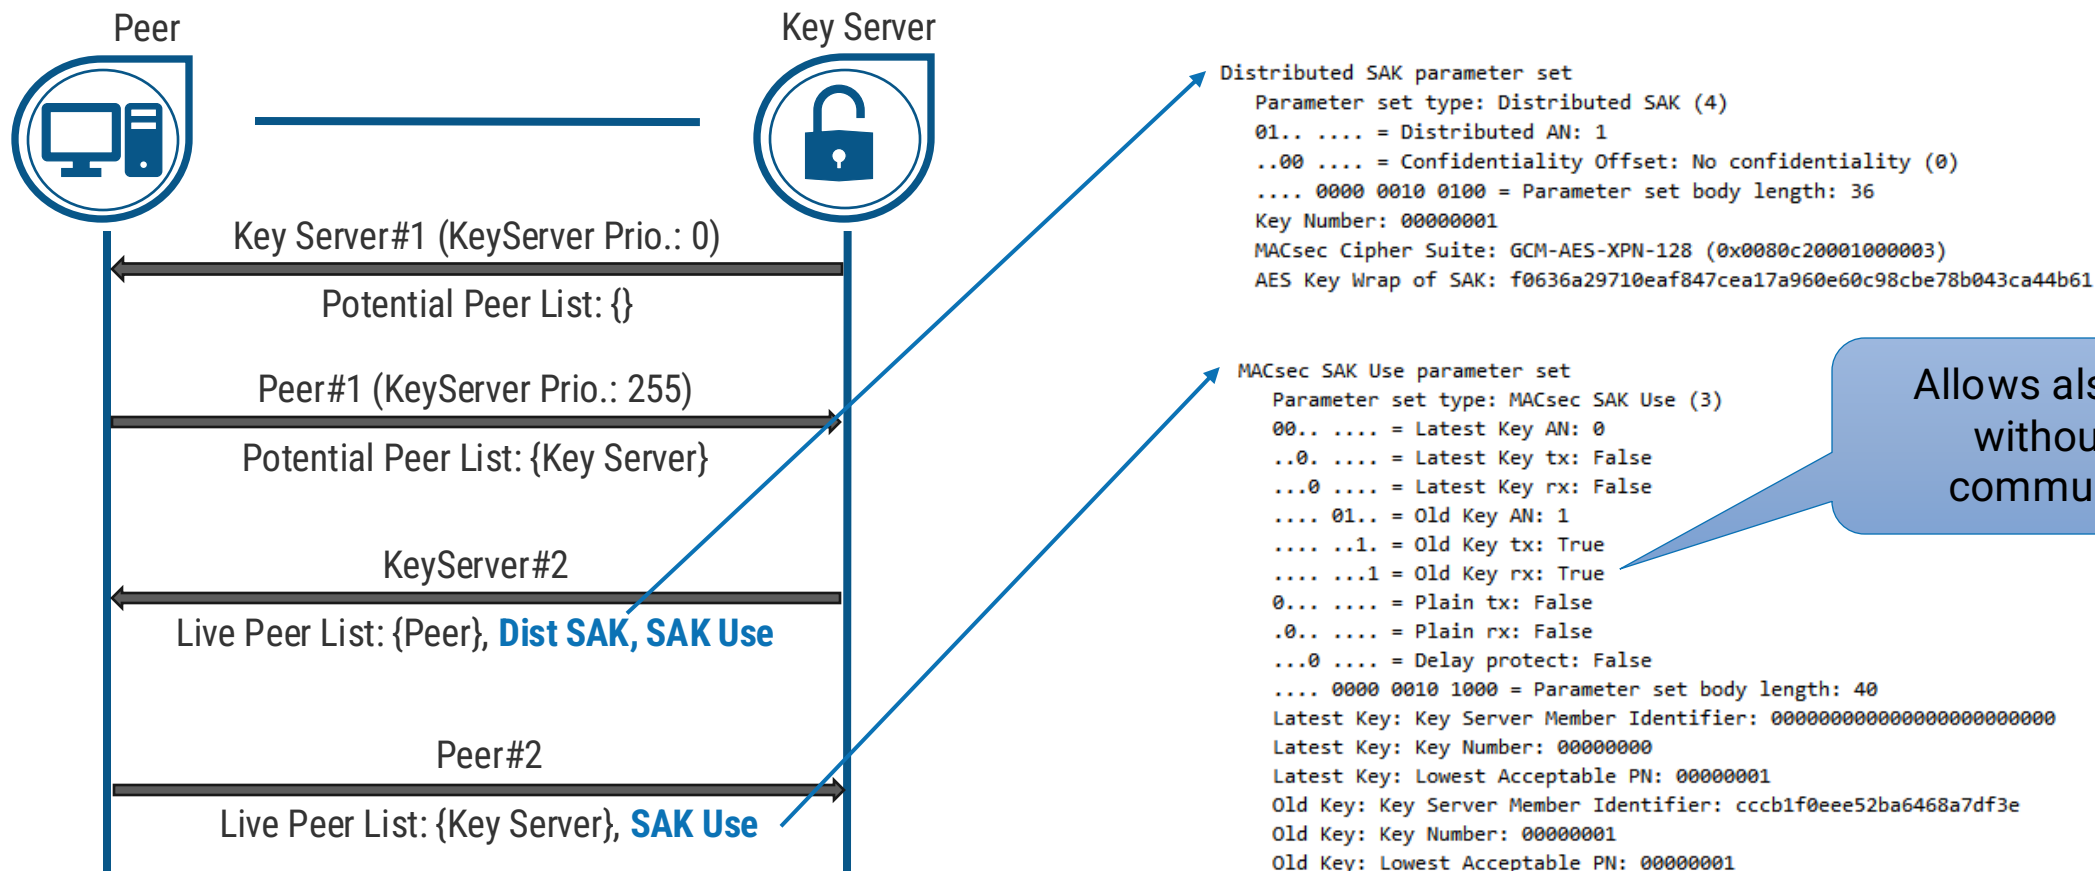 Peer
Key Server
Key Server#1 (KeyServer Prio.: 0)
Potential Peer List: {}
Peer#1 (KeyServer Prio.: 255)
Potential Peer List: {Key Server}
KeyServer#2
Live Peer List: {Peer}, Dist SAK, SAK Use
Peer#2
Live Peer List: {Key Server}, SAK Use
Distributed SAK parameter set
Parameter set type: Distributed SAK (4)
01.. .... = Distributed AN: 1
..00 .... = Confidentiality Offset: No confidentiality (0)
.... 0000 0010 0100 = Parameter set body length: 36
Key Number: 00000001
MACsec Cipher Suite: GCM-AES-XPN-128 (0x0080c20001000003)
AES Key Wrap of SAK: f0636a29710eaf847cea17a960e60c98cbe78b043ca44b61
MACsec SAK Use parameter set
Parameter set type: MACsec SAK Use (3)
00.. .... = Latest Key AN: 0
..0. .... = Latest Key tx: False
...0 .... = Latest Key rx: False
.... 01.. = Old Key AN: 1
.... ..1. = Old Key tx: True
.... ...1 = Old Key rx: True
0... .... = Plain tx: False
.0.. .... = Plain rx: False
...0 .... = Delay protect: False
.... 0000 0010 1000 = Parameter set body length: 40
Latest Key: Key Server Member Identifier: 000000000000000000000000
Latest Key: Key Number: 00000000
Latest Key: Lowest Acceptable PN: 00000001
Old Key: Key Server Member Identifier: cccb1f0eee52ba6468a7df3e
Old Key: Key Number: 00000001
Old Key: Lowest Acceptable PN: 00000001
Allows